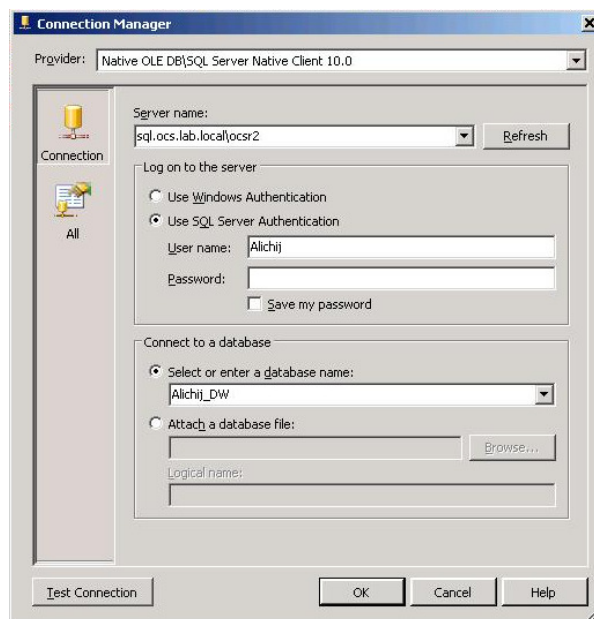 Connection Manager
Provider: Native OLE DB\SQL Server Native Client 10.0
Connection
All
Server name:
sql.ocs.lab.local\ocsr2
Refresh
Log on to the server
Use Windows Authentication
Use SQL Server Authentication
User name: Alichij
Password:
Save my password
Connect to a database
Select or enter a database name:
Alichij_DW
Attach a database file:
Browse...
Logical name:
Test Connection
OK
Cancel
Help